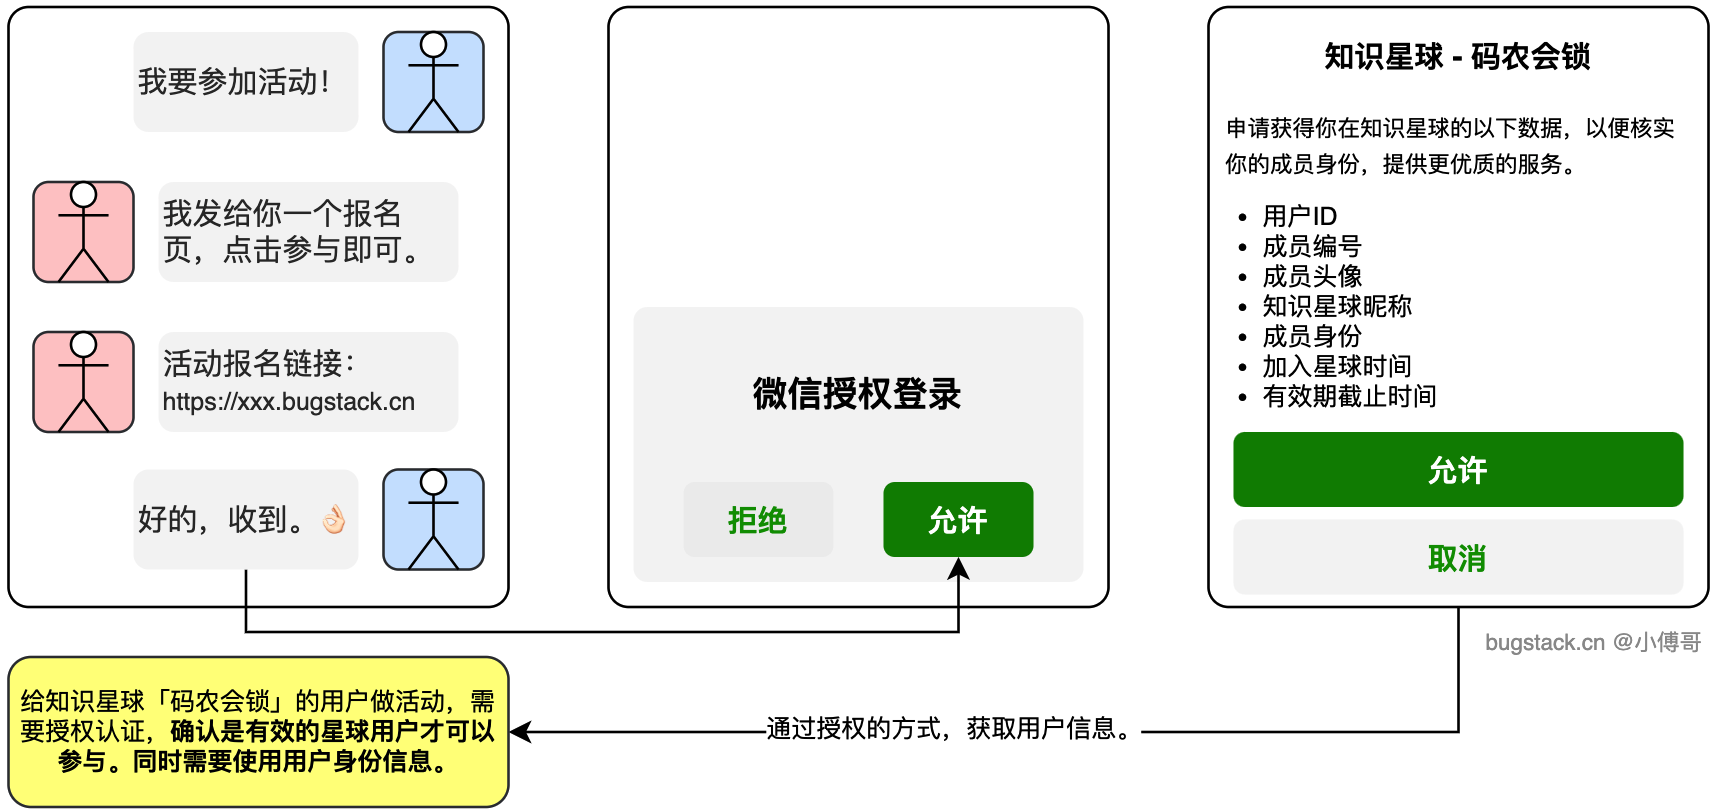 我要参加活动！
我发给你一个报名
页，点击参与即可。
活动报名链接：
https://xxx.bugstack.cn
好的，收到。👌🏻
微信授权登录
拒绝
允许
知识星球 - 码农会锁
申请获得你在知识星球的以下数据，以便核实
你的成员身份，提供更优质的服务。
• 用户ID
• 成员编号
• 成员头像
• 知识星球昵称
• 成员身份
• 加入星球时间
• 有效期截止时间
允许
取消
bugstack.cn @小傅哥
给知识星球「码农会锁」的用户做活动，需
要授权认证，确认是有效的星球用户才可以
参与。同时需要使用用户身份信息。
通过授权的方式，获取用户信息。